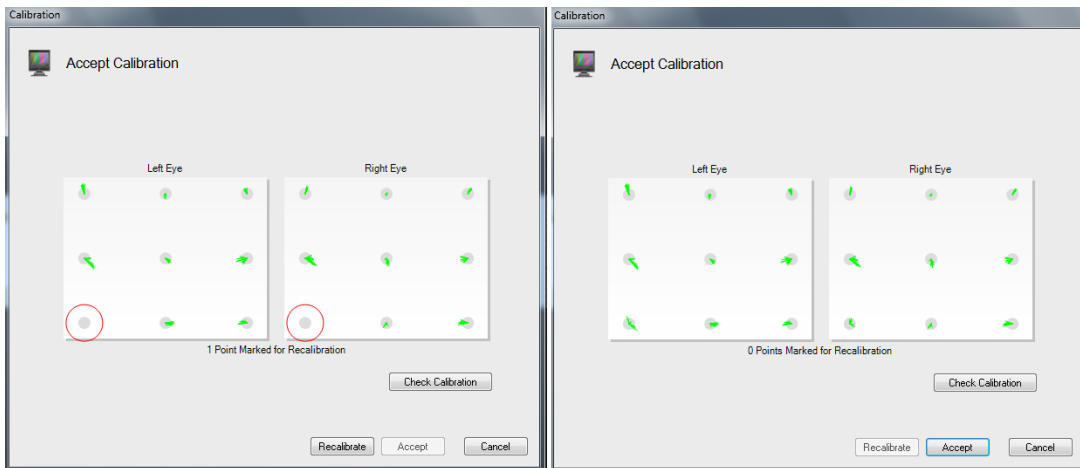 Calibration
Accept Calibration
Left Eye
Right Eye
1 Point Marked for Recalibration
Check Calibration
Recalibrate
Accept
Cancel
Calibration
Accept Calibration
Left Eye
Right Eye
0 Points Marked for Recalibration
Check Calibration
Recalibrate
Accept
Cancel